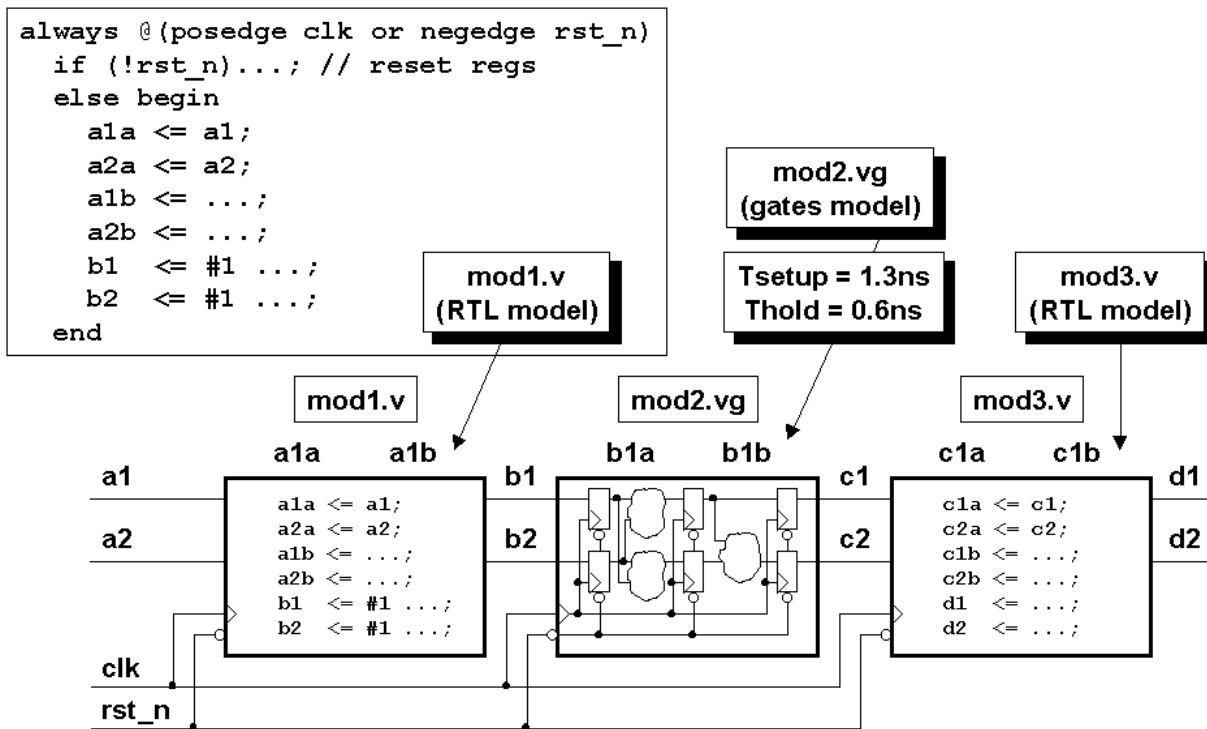 always @(posedge clk or negedge rst_n)
if (!rst_n)...; // reset regs
else begin
a1a <= a1;
a2a <= a2;
a1b <= ...;
a2b <= ...;
b1 <= #1 ...;
b2 <= #1 ...;
end
mod1.v
(RTL model)
mod2.vg
(gates model)
Tsetup = 1.3ns
Thold = 0.6ns
mod3.v
(RTL model)
mod1.v
mod2.vg
mod3.v
a1a a1b
b1a b1b
c1a c1b
a1
a2
b1
b2
c1
c2
d1
d2
a1a <= a1;
a2a <= a2;
a1b <= ...;
a2b <= ...;
b1 <= #1 ...;
b2 <= #1 ...;
c1a <= c1;
c2a <= c2;
c1b <= ...;
c2b <= ...;
d1 <= ...;
d2 <= ...;
clk
rst_n